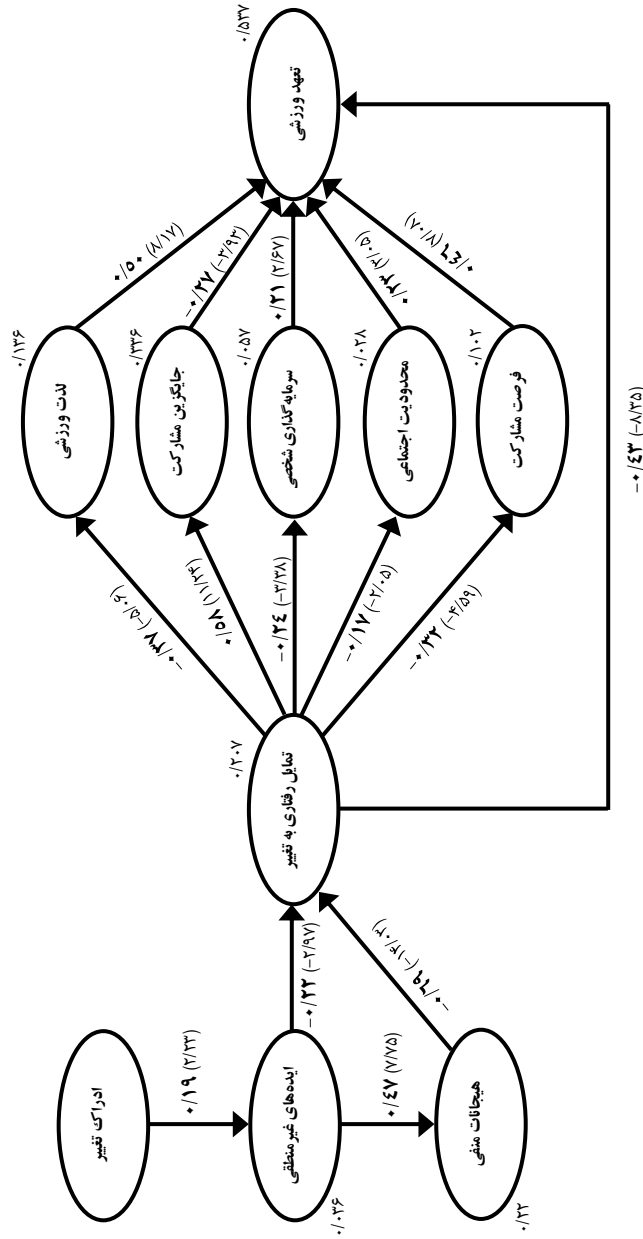 ادراک تغییر
۰/۱۹ (۲/۲۳)
ایده‌های غیر منطقی
۰/۰۳۶
۰/۴۷ (۷/۷۵)
هیجانات منفی
۰/۲۲
−۰/۲۲ (−۲/۹۷)
تمایل رفتاری به تغییر
۰/۲۰۷
لذت ورزشی
۰/۱۳۶
۰/۵۸ (۱۱/۲۴)
جایگزین مشارکت
۰/۳۳۶
−۰/۲۴ (−۳/۳۸)
سرمایه گذاری شخصی
۰/۰۵۷
−۰/۱۷ (−۲/۰۵)
محدودیت اجتماعی
۰/۰۲۸
−۰/۳۲ (−۴/۵۹)
فرصت مشارکت
۰/۱۰۲
۰/۵۰ (۸/۱۷)
−۰/۲۷ (−۳/۹۳)
۰/۲۱ (۲/۶۷)
تعهد ورزشی
۰/۵۳۷
−۰/۴۳ (−۸/۳۵)